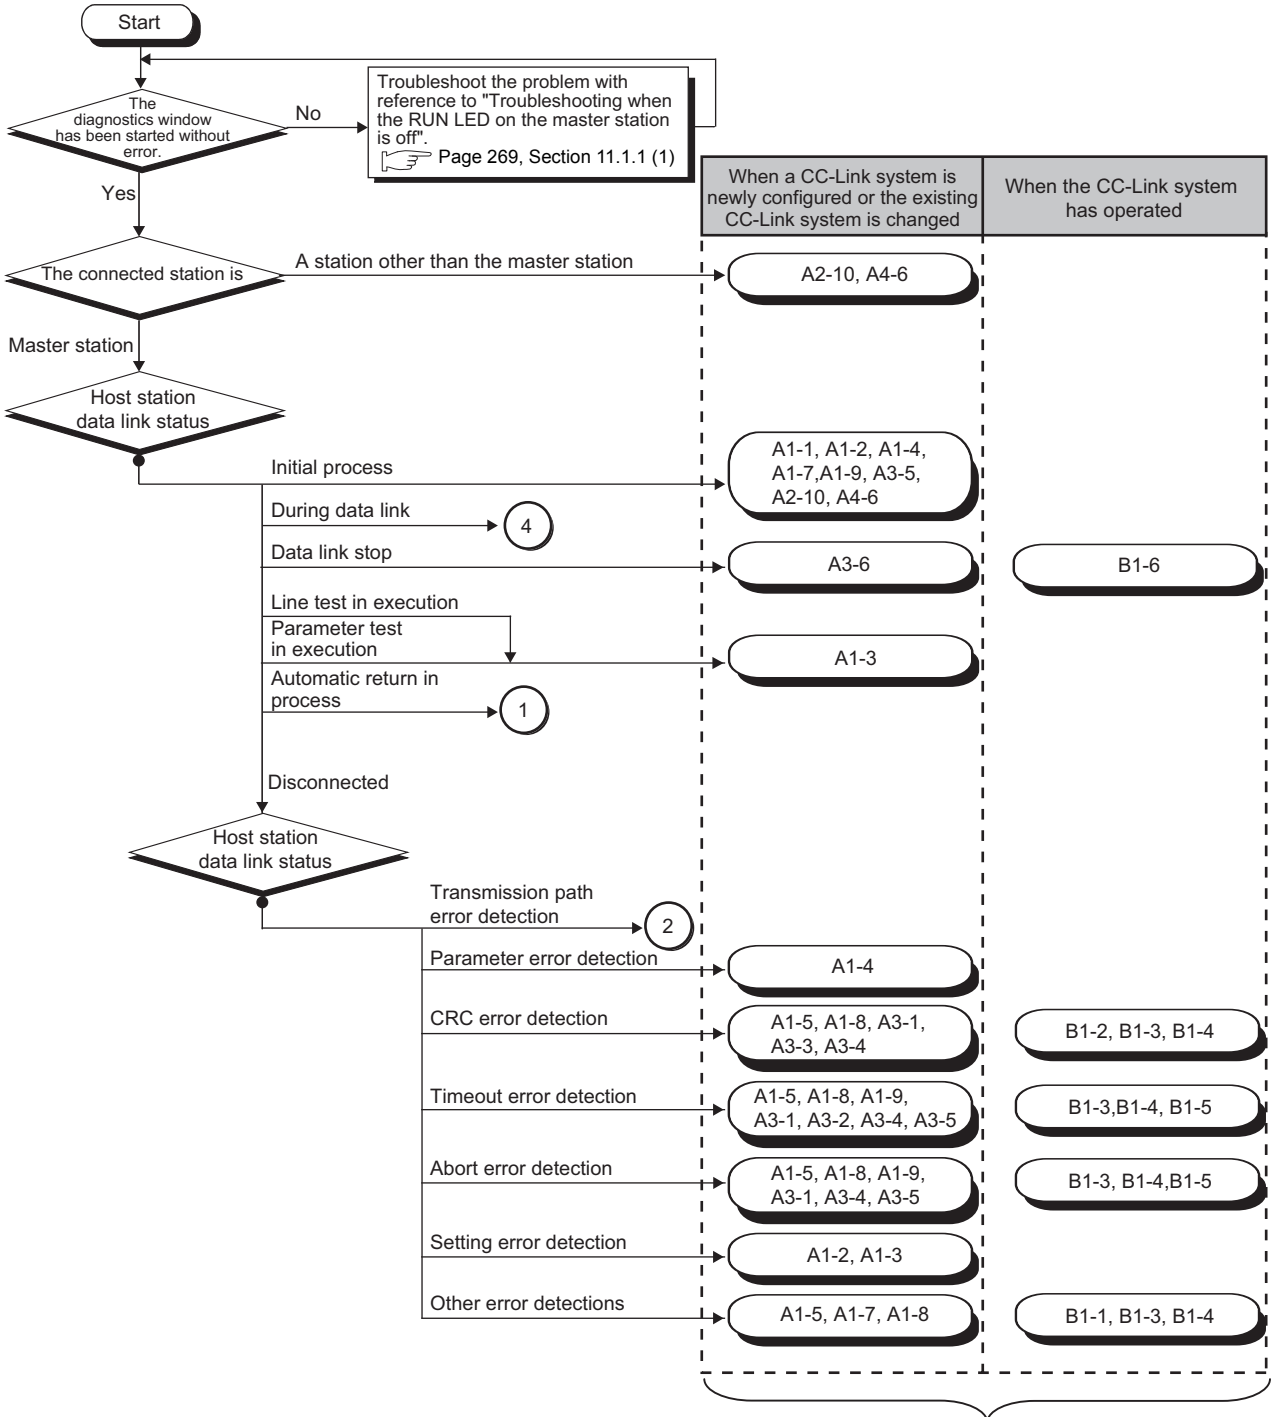 Start
The
diagnostics window
has been started without
error.
No
Troubleshoot the problem with
reference to "Troubleshooting when
the RUN LED on the master station
is off".
Page 269, Section 11.1.1 (1)
Yes
When a CC-Link system is
newly configured or the existing
CC-Link system is changed
When the CC-Link system
has operated
The connected station is
A station other than the master station
A2-10, A4-6
Master station
Host station
data link status
Initial process
A1-1, A1-2, A1-4,
A1-7,A1-9, A3-5,
A2-10, A4-6
During data link
4
Data link stop
A3-6
B1-6
Line test in execution
Parameter test
in execution
A1-3
Automatic return in
process
1
Disconnected
Host station
data link status
Transmission path
error detection
2
Parameter error detection
A1-4
CRC error detection
A1-5, A1-8, A3-1,
A3-3, A3-4
B1-2, B1-3, B1-4
Timeout error detection
A1-5, A1-8, A1-9,
A3-1, A3-2, A3-4, A3-5
B1-3,B1-4, B1-5
Abort error detection
A1-5, A1-8, A1-9,
A3-1, A3-4, A3-5
B1-3, B1-4,B1-5
Setting error detection
A1-2, A1-3
Other error detections
A1-5, A1-7, A1-8
B1-1, B1-3, B1-4